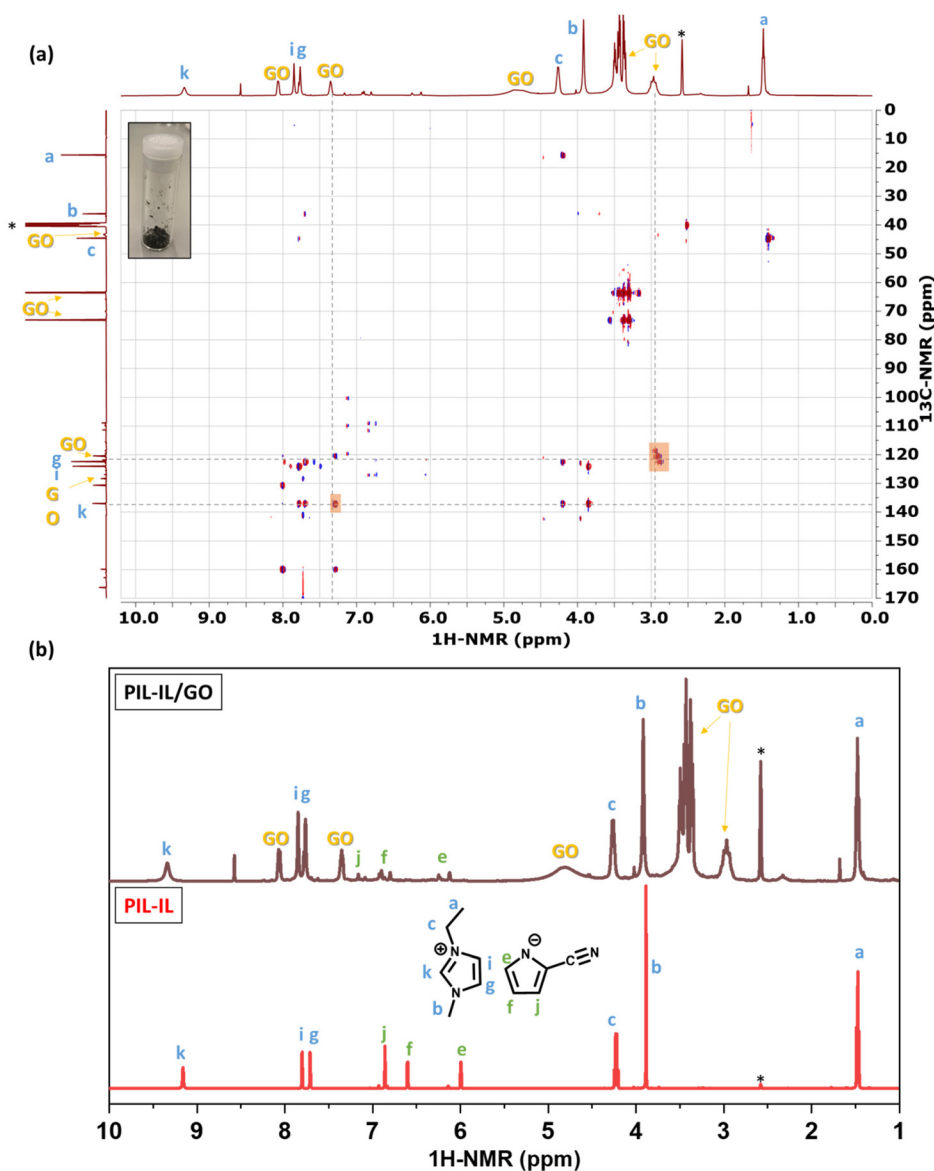 (a)
k
GO
i g
GO
GO
c
b
GO
*
a
a
b
*
GO
c
GO
GO
g
i
G
O
k
0
10
20
30
40
50
60
70
80
90
100
110
120
130
140
150
160
170
13C-NMR (ppm)
10.0 9.0 8.0 7.0 6.0 5.0 4.0 3.0 2.0 1.0 0.0
1H-NMR (ppm)
(b)
PIL-IL/GO
k
GO
i g
GO
j
f
e
GO
c
b
GO
*
a
PIL-IL
k
i g
j
f
e
a
c
N
⊕
k
i
g
N
b
⊖
e N
C≡N
f j
c
b
*
a
10 9 8 7 6 5 4 3 2 1
1H-NMR (ppm)